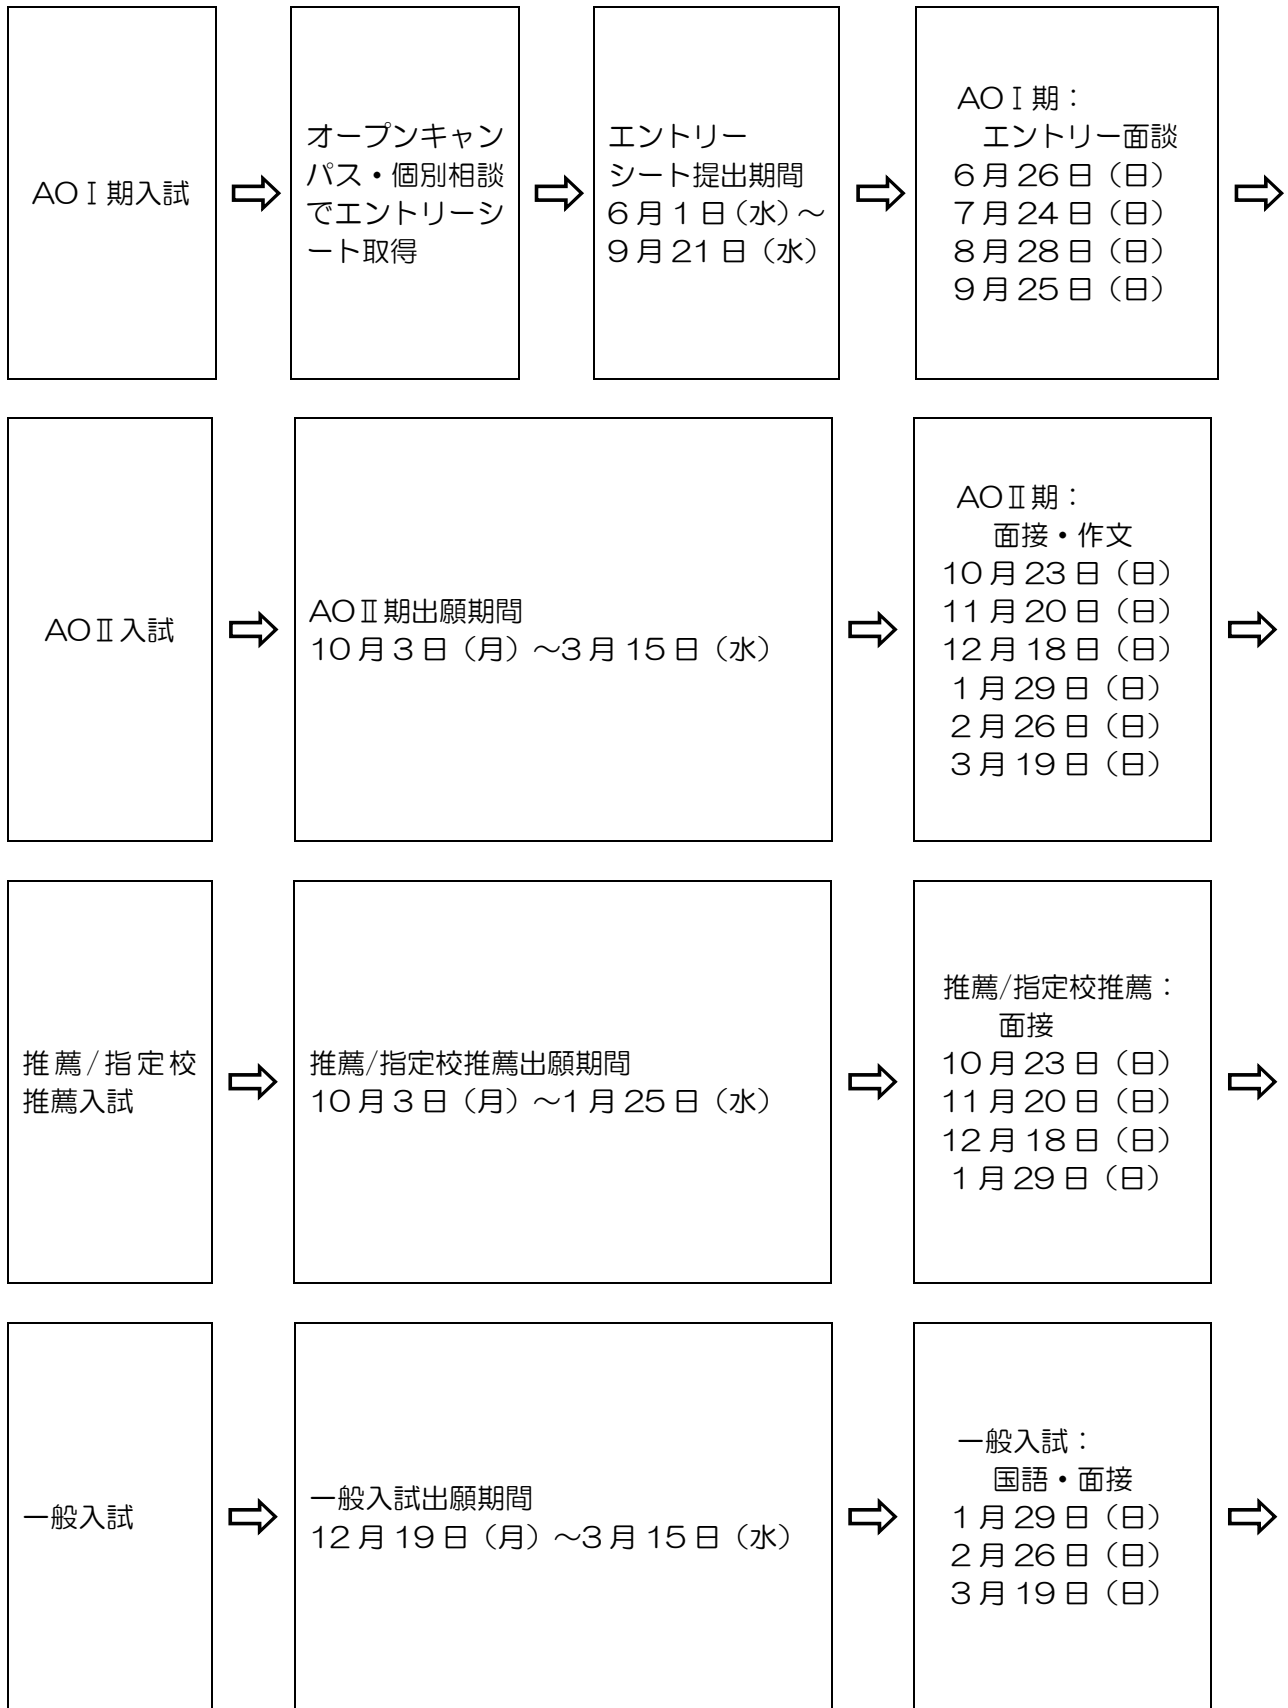 AOⅠ期入試
オープンキャン
パス・個別相談
でエントリーシ
ート取得
エントリー
シート提出期間
6月1日（水）～
9月21日（水）
AOⅠ期：
エントリー面談
6月26日（日）
7月24日（日）
8月28日（日）
9月25日（日）
AOⅡ入試
AOⅡ期出願期間
10月3日（月）～3月15日（水）
AOⅡ期：
面接・作文
10月23日（日）
11月20日（日）
12月18日（日）
1月29日（日）
2月26日（日）
3月19日（日）
推薦/指定校
推薦入試
推薦/指定校推薦出願期間
10月3日（月）～1月25日（水）
推薦/指定校推薦：
面接
10月23日（日）
11月20日（日）
12月18日（日）
1月29日（日）
一般入試
一般入試出願期間
12月19日（月）～3月15日（水）
一般入試：
国語・面接
1月29日（日）
2月26日（日）
3月19日（日）